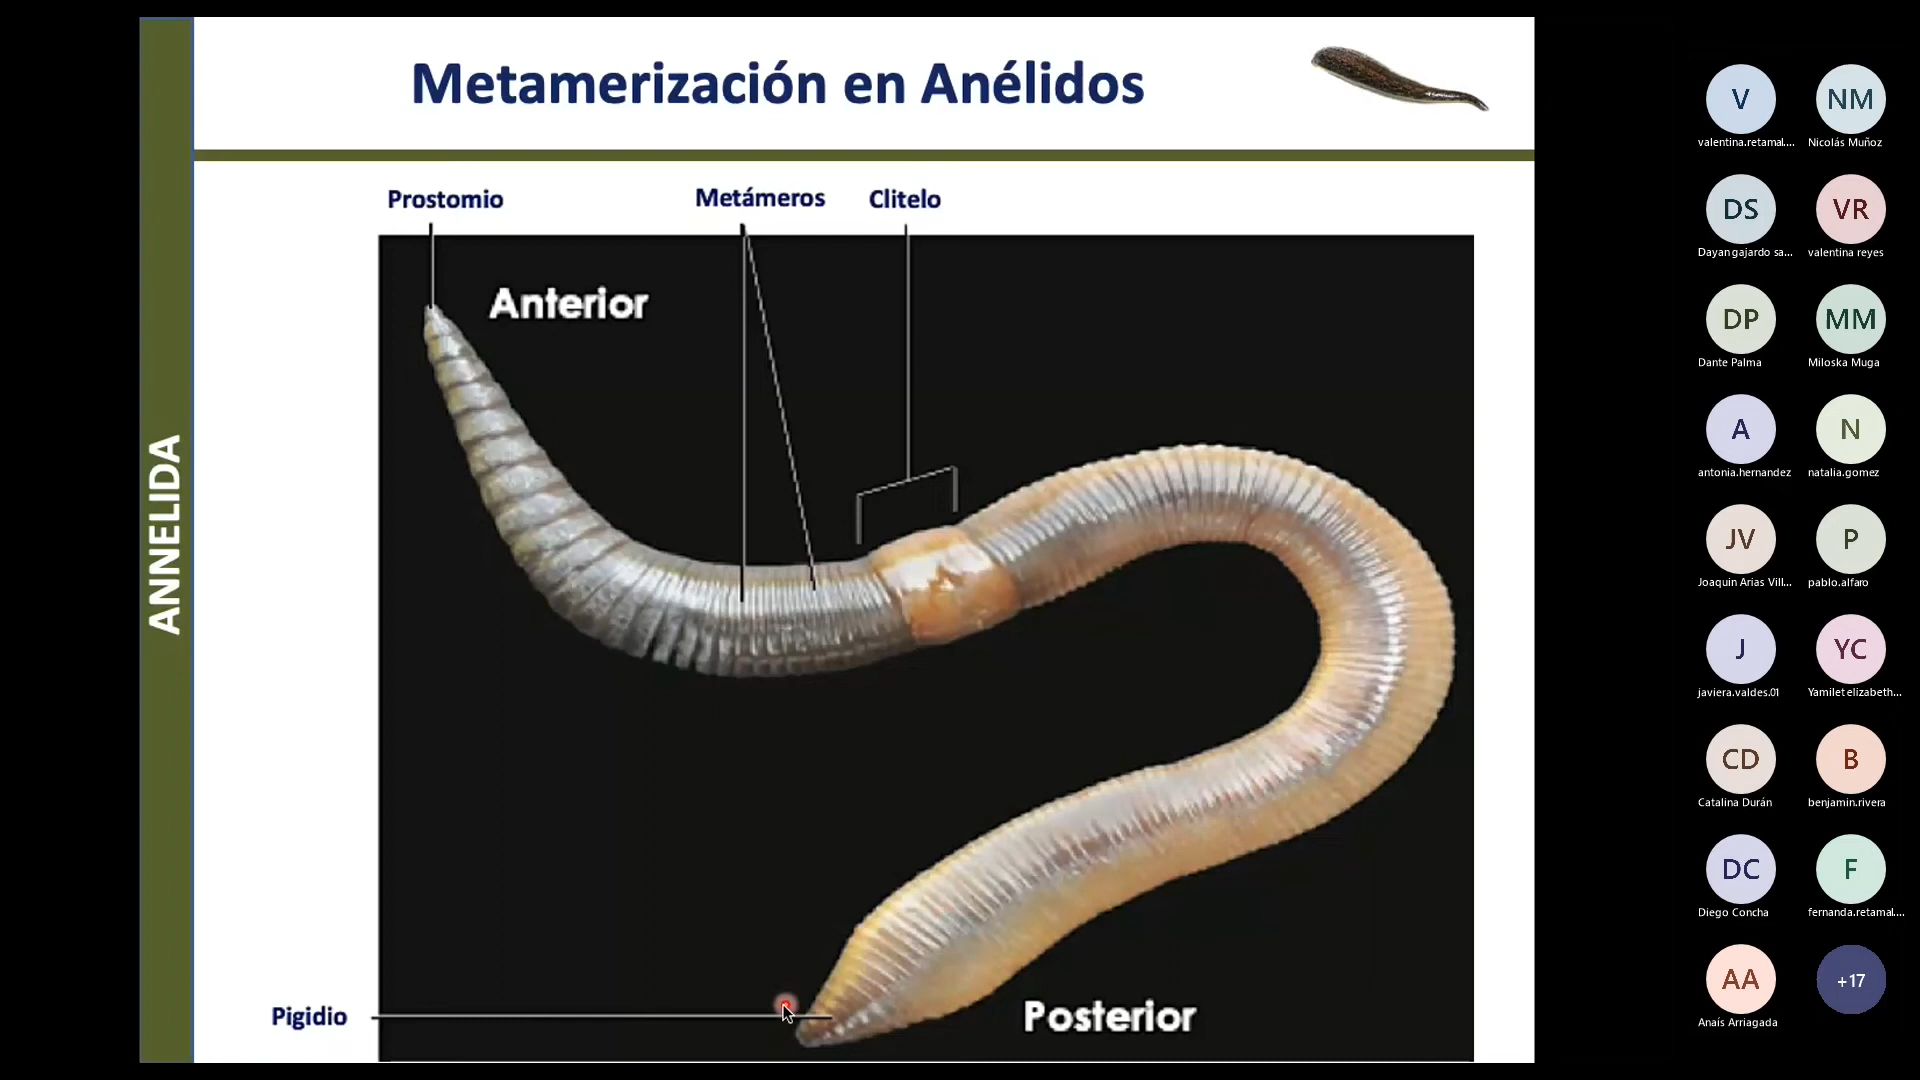 Metamerización en Anélidos
ANNELIDA
Prostomio
Metámeros
Clitelo
Anterior
Pigidio
Posterior
V
valentina.retamal....
NM
Nicolás Muñoz
DS
Dayan gajardo sa...
VR
valentina reyes
DP
Dante Palma
MM
Miloska Muga
A
antonia.hernandez
N
natalia.gomez
JV
Joaquin Arias Vill...
P
pablo.alfaro
J
javiera.valdes.01
YC
Yamilet elizabeth...
CD
Catalina Durán
B
benjamin.rivera
DC
Diego Concha
F
fernanda.retamal....
AA
Anaís Arriagada
+17